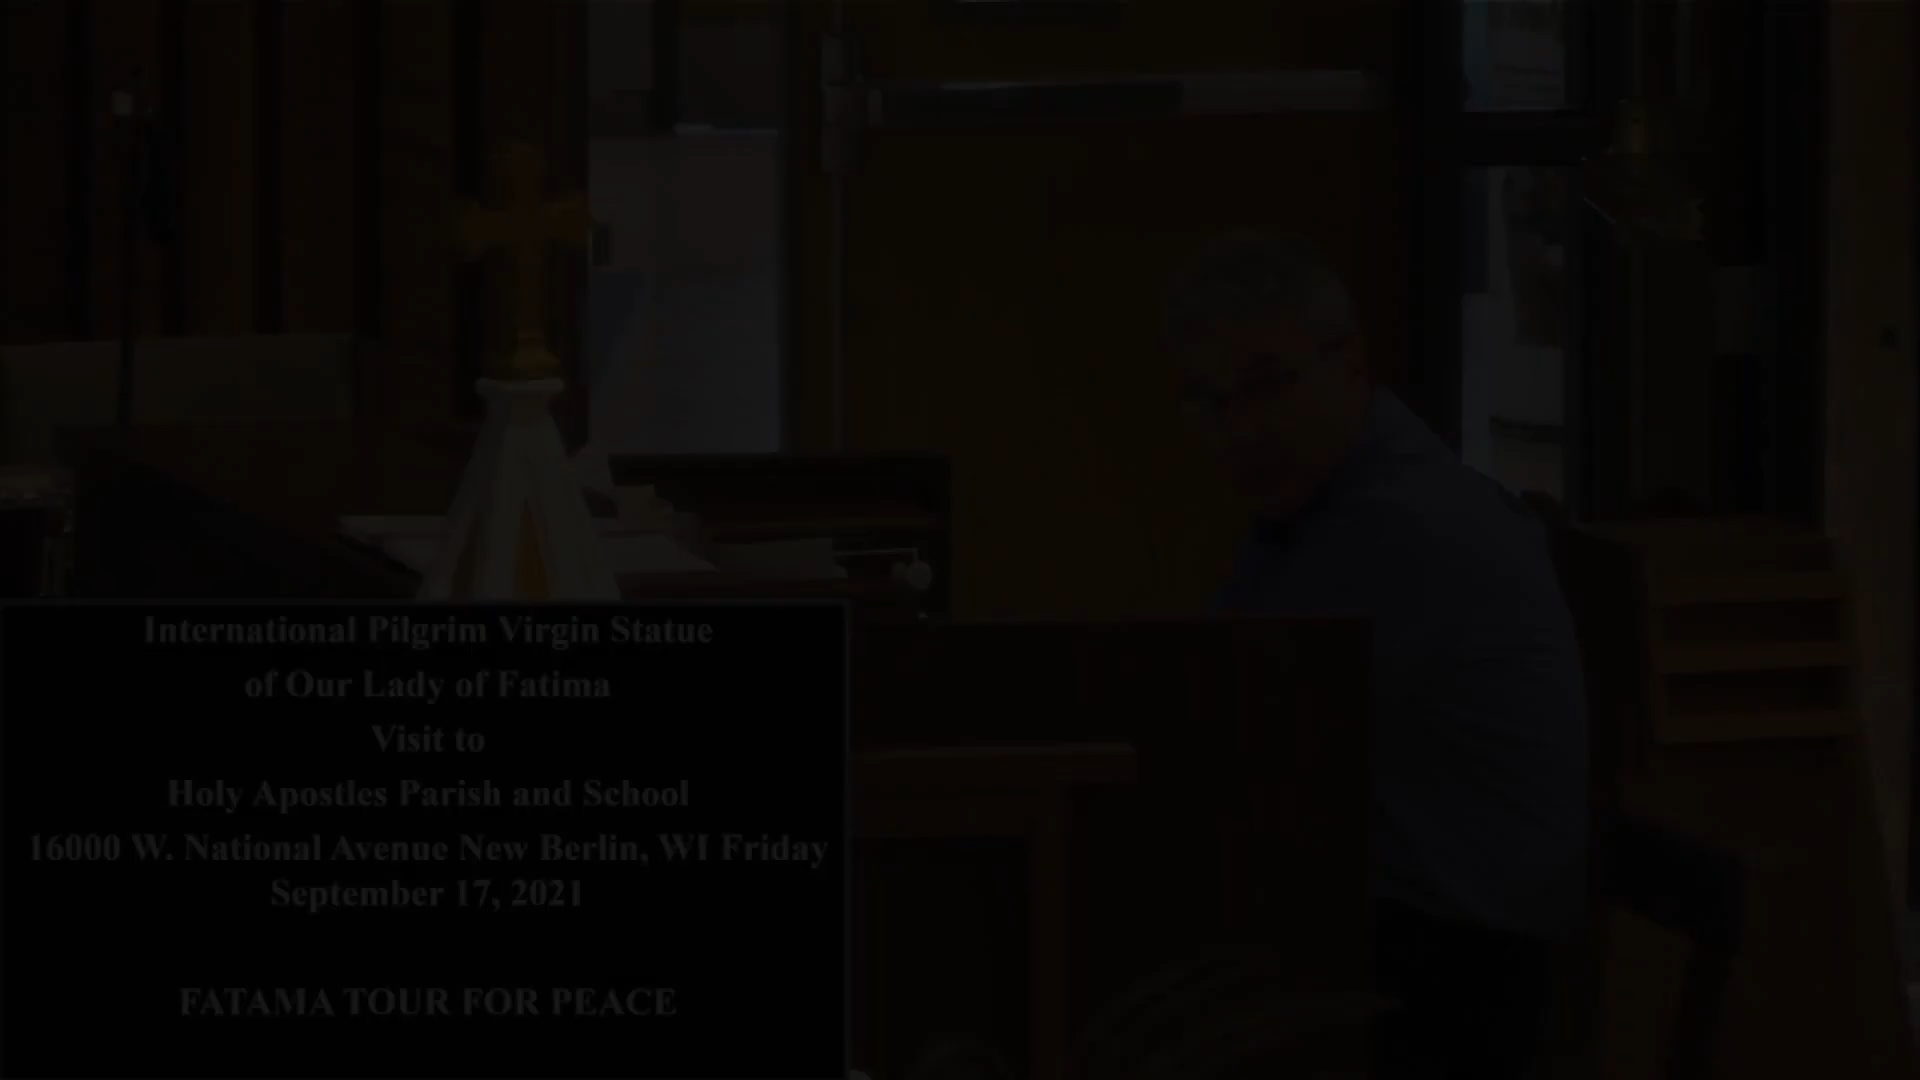 International Pilgrim Virgin Statue
of Our Lady of Fatima
Visit to
Holy Apostles Parish and School
16000 W. National Avenue New Berlin, WI Friday
September 17, 2021
FATAMA TOUR FOR PEACE